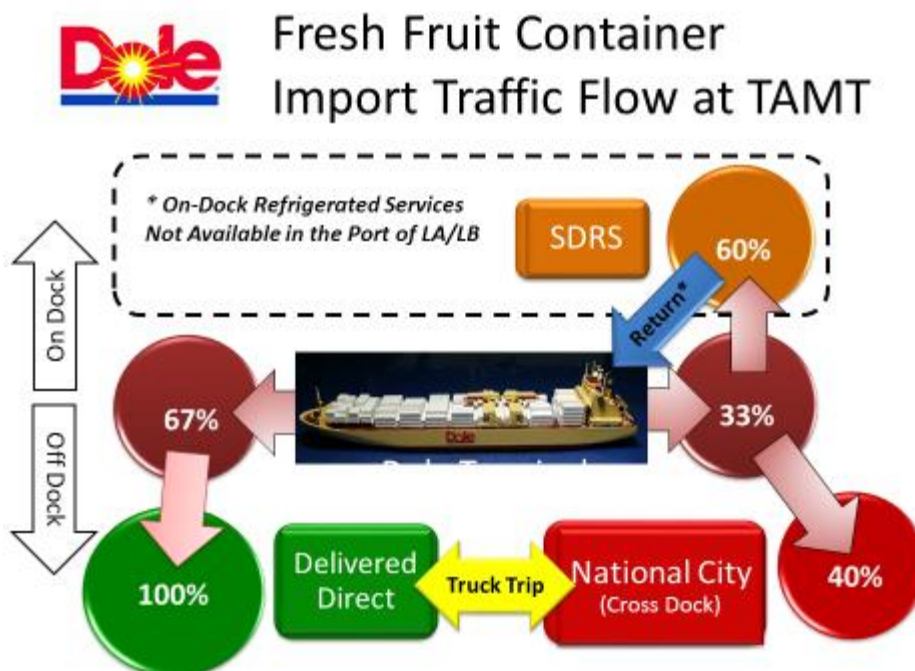 Dole
Fresh Fruit Container
Import Traffic Flow at TAMT
* On-Dock Refrigerated Services
Not Available in the Port of LA/LB
SDRS
60%
Return*
On Dock
67%
Dole
33%
Off Dock
100%
Delivered
Direct
Truck Trip
National City
(Cross Dock)
40%